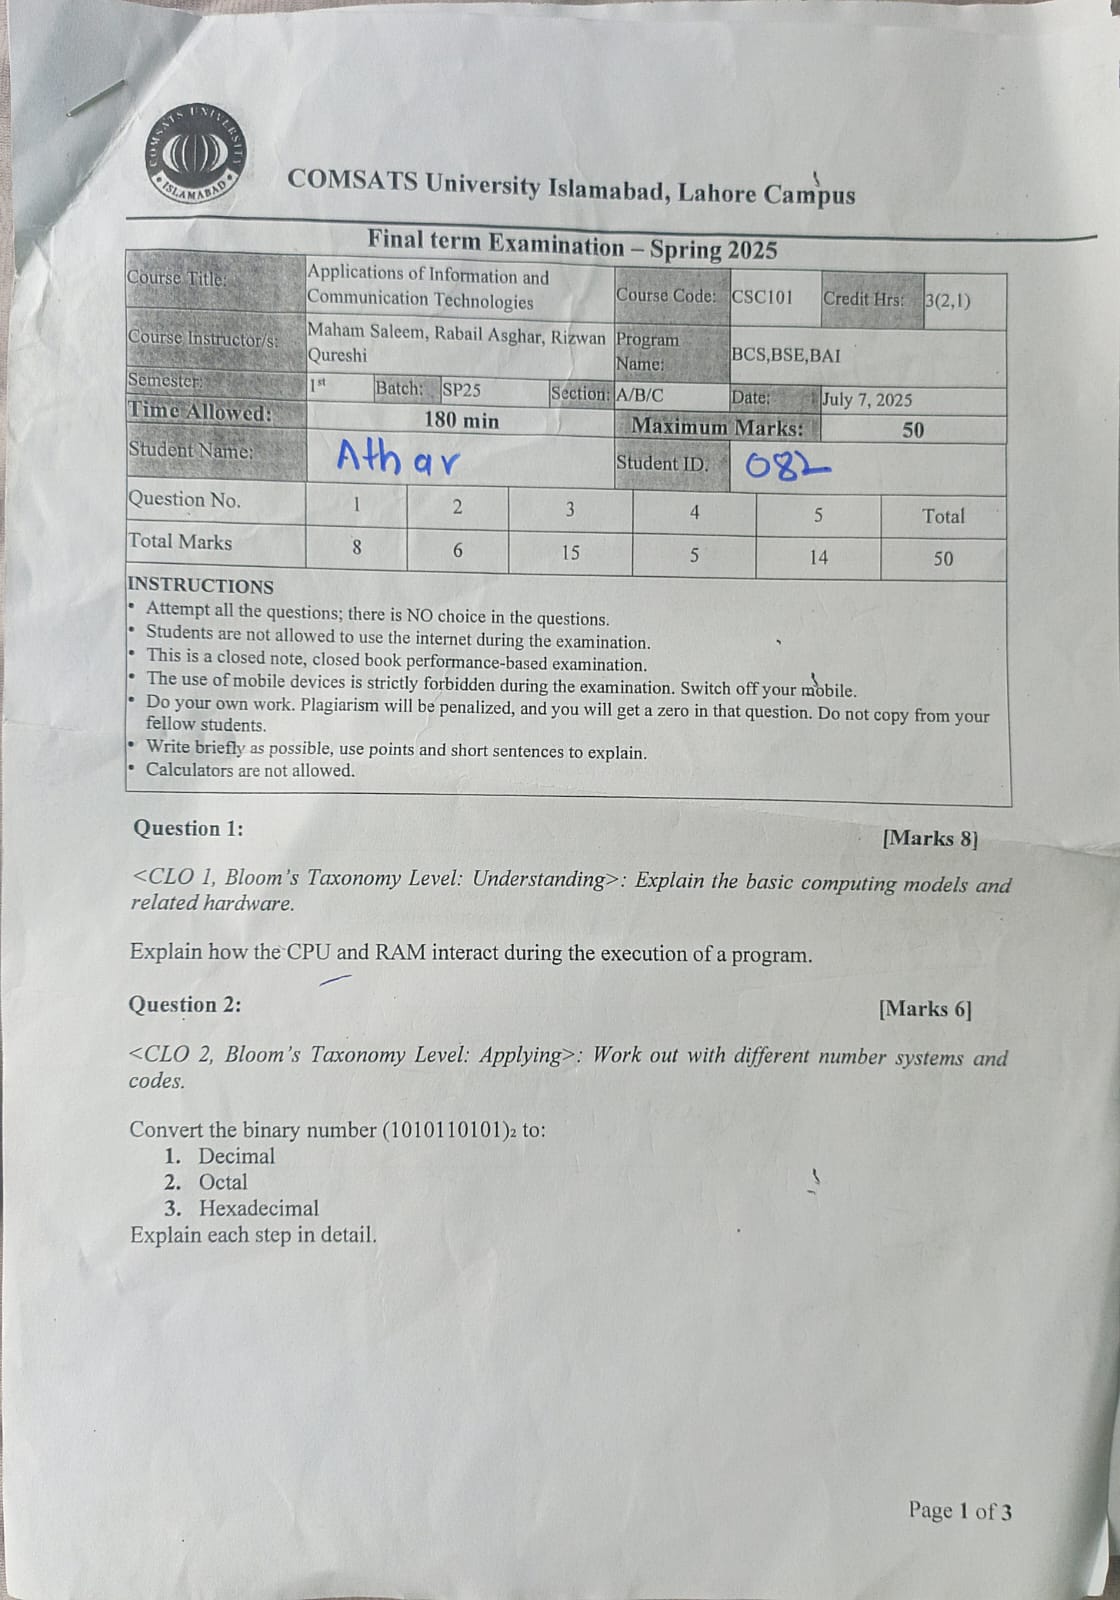 COMSATS UNIVERSITY
• ISLAMABAD •
COMSATS University Islamabad, Lahore Campus
Final term Examination – Spring 2025
Course Title: Applications of Information and Communication Technologies Course Code: CSC101 Credit Hrs: 3(2,1)
Course Instructor/s: Maham Saleem, Rabail Asghar, Rizwan Qureshi Program Name: BCS,BSE,BAI
Semester: 1st Batch: SP25 Section: A/B/C Date: July 7, 2025
Time Allowed: 180 min Maximum Marks: 50
Student Name: Athar Student ID. 082
Question No. 1 2 3 4 5 Total
Total Marks 8 6 15 5 14 50
INSTRUCTIONS
• Attempt all the questions; there is NO choice in the questions.
• Students are not allowed to use the internet during the examination.
• This is a closed note, closed book performance-based examination.
• The use of mobile devices is strictly forbidden during the examination. Switch off your mobile.
• Do your own work. Plagiarism will be penalized, and you will get a zero in that question. Do not copy from your
fellow students.
• Write briefly as possible, use points and short sentences to explain.
• Calculators are not allowed.
Question 1: [Marks 8]
<CLO 1, Bloom's Taxonomy Level: Understanding>: Explain the basic computing models and
related hardware.
Explain how the CPU and RAM interact during the execution of a program.
Question 2: [Marks 6]
<CLO 2, Bloom's Taxonomy Level: Applying>: Work out with different number systems and
codes.
Convert the binary number (1010110101)₂ to:
1. Decimal
2. Octal
3. Hexadecimal
Explain each step in detail.
Page 1 of 3